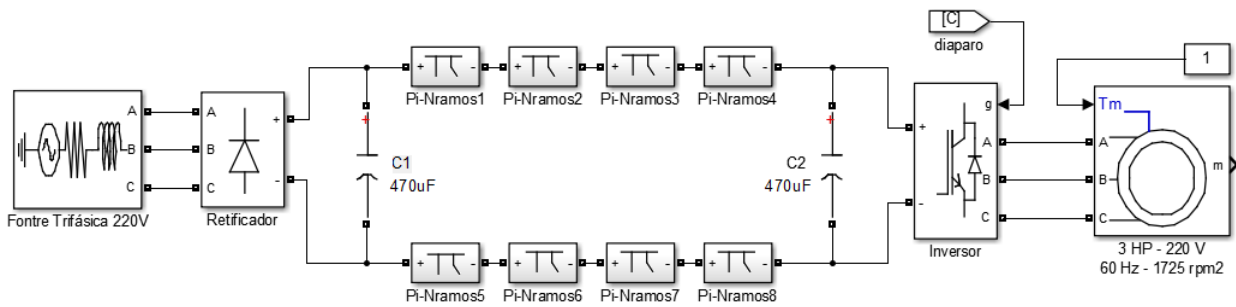 [C]
diaparo
1
A
B
C
Fontre Trifásica 220V
A
B
C
+
-
Retificador
+
C1
470uF
+ -
Pi-Nramos1
+ -
Pi-Nramos2
+ -
Pi-Nramos3
+ -
Pi-Nramos4
+
C2
470uF
+ -
Pi-Nramos5
+ -
Pi-Nramos6
+ -
Pi-Nramos7
+ -
Pi-Nramos8
g
+
-
A
B
C
Inversor
Tm
A
B
C
m
3 HP - 220 V
60 Hz - 1725 rpm2